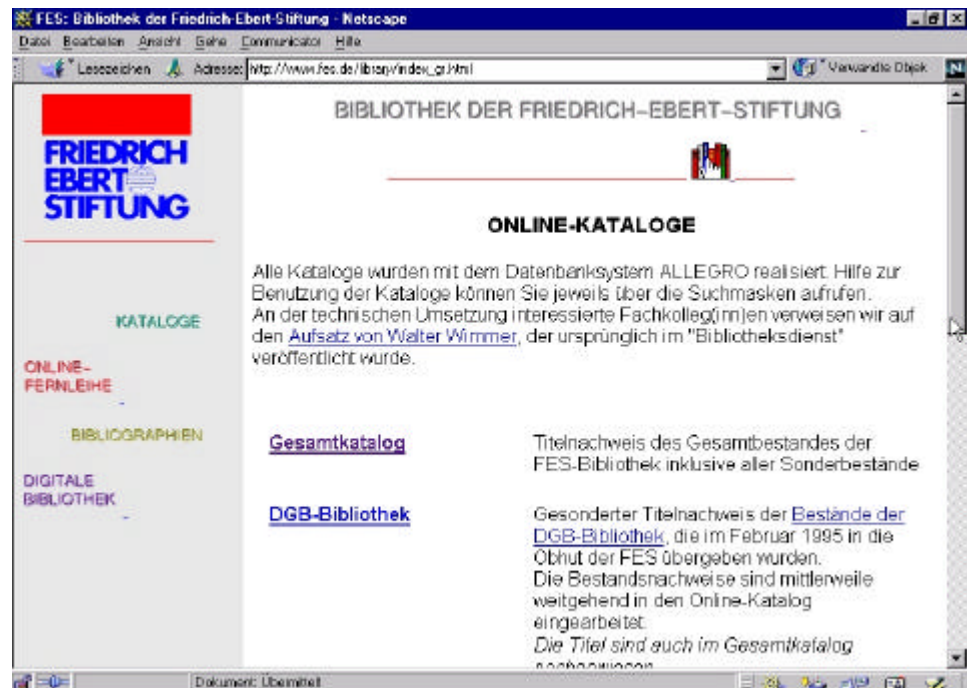 FES: Bibliothek der Friedrich-Ebert-Stiftung - Netscape
Datei Bearbeiten Ansicht Gehe Communicator Hilfe
Lesezeichen Adresse: http://www.fes.de/library/index_gr.html Verwandte Objek
N
FRIEDRICH
EBERT
STIFTUNG
KATALOGE
ONLINE-
FERNLEIHE
BIBLIOGRAPHIEN
DIGITALE
BIBLIOTHEK
BIBLIOTHEK DER FRIEDRICH-EBERT-STIFTUNG
ONLINE-KATALOGE
Alle Kataloge wurden mit dem Datenbanksystem ALLEGRO realisiert. Hilfe zur
Benutzung der Kataloge können Sie jeweils über die Suchmasken aufrufen.
An der technischen Umsetzung interessierte Fachkolleg(inn)en verweisen wir auf
den Aufsatz von Walter Wimmer, der ursprünglich im "Bibliotheksdienst"
veröffentlicht wurde.
Gesamtkatalog
Titelnachweis des Gesamtbestandes der
FES-Bibliothek inklusive aller Sonderbestände
DGB-Bibliothek
Gesonderter Titelnachweis der Bestände der
DGB-Bibliothek, die im Februar 1995 in die
Obhut der FES übergeben wurden.
Die Bestandsnachweise sind mittlerweile
weitgehend in den Online-Katalog
eingearbeitet.
Die Titel sind auch im Gesamtkatalog
nachgewiesen
Dokument: Übermittelt